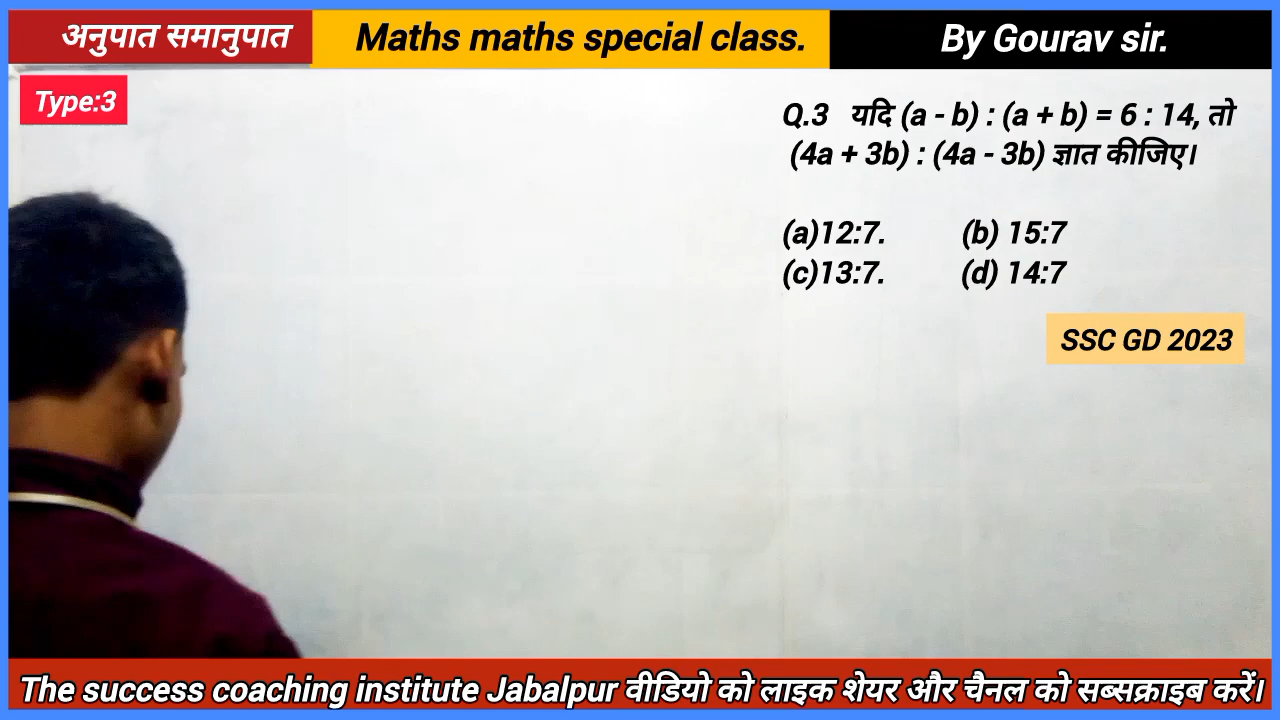 अनुपात समानुपात
Maths maths special class.
By Gourav sir.
Type:3
Q.3 यदि (a - b) : (a + b) = 6 : 14, तो
(4a + 3b) : (4a - 3b) ज्ञात कीजिए।
(a)12:7. (b) 15:7
(c)13:7. (d) 14:7
SSC GD 2023
The success coaching institute Jabalpur वीडियो को लाइक शेयर और चैनल को सब्सक्राइब करें।